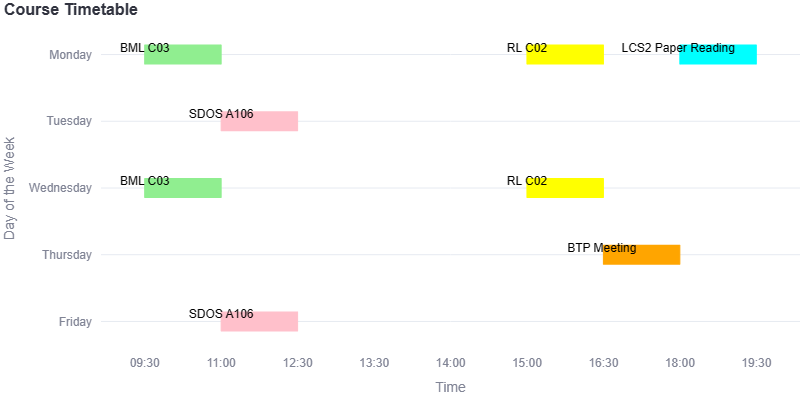 Course Timetable
Monday
BML C03
RL C02
LCS2 Paper Reading
Tuesday
SDOS A106
Wednesday
BML C03
RL C02
Thursday
BTP Meeting
Friday
SDOS A106
Day of the Week
09:30 11:00 12:30 13:30 14:00 15:00 16:30 18:00 19:30
Time